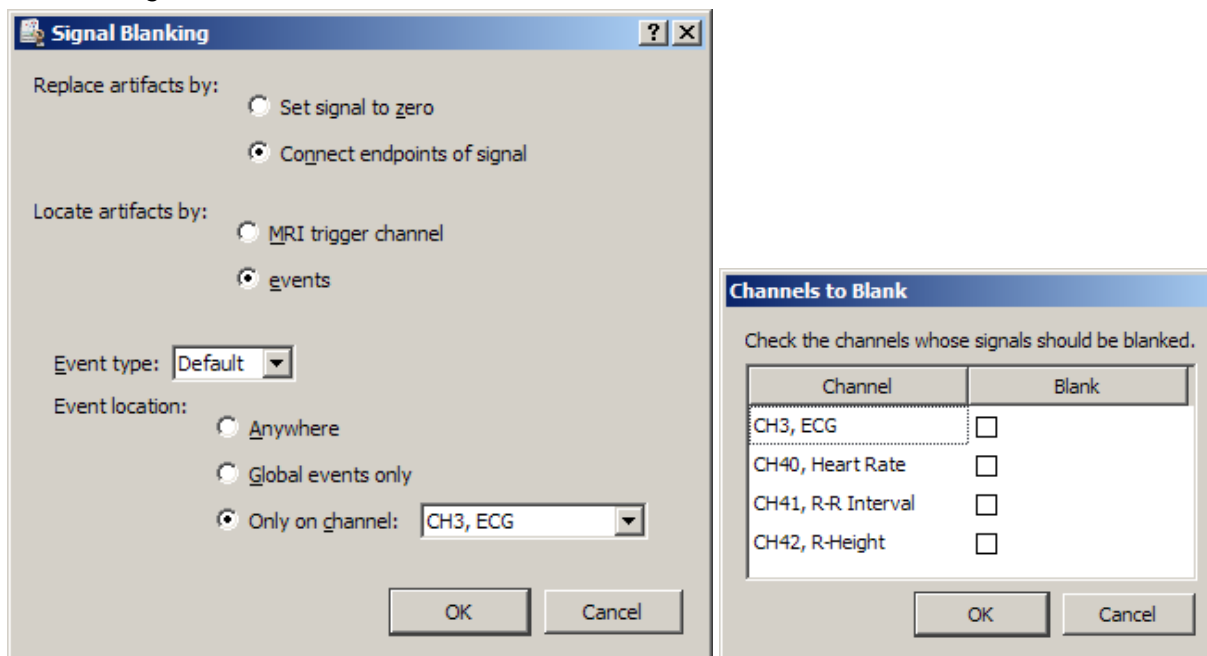 Signal Blanking
Replace artifacts by:
Set signal to zero
Connect endpoints of signal
Locate artifacts by:
MRI trigger channel
events
Event type: Default
Event location:
Anywhere
Global events only
Only on channel: CH3, ECG
OK Cancel
Channels to Blank
Check the channels whose signals should be blanked.
Channel Blank
CH3, ECG
CH40, Heart Rate
CH41, R-R Interval
CH42, R-Height
OK Cancel